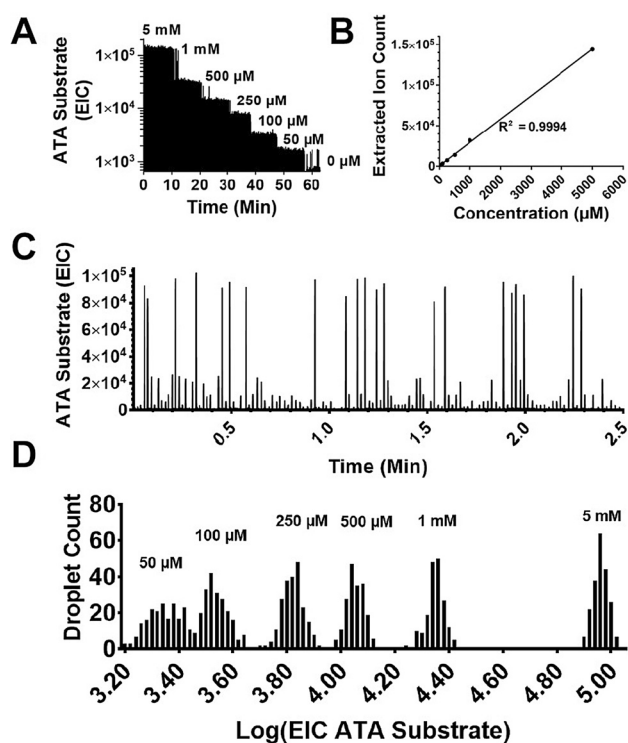 A
ATA Substrate
(EIC)
5 mM
1 mM
500 µM
250 µM
100 µM
50 µM
0 µM
1×10⁵
1×10⁴
1×10³
0 10 20 30 40 50 60
Time (Min)
B
Extracted Ion Count
1.5×10⁵
1×10⁵
5×10⁴
0
R² = 0.9994
0 1000 2000 3000 4000 5000 6000
Concentration (µM)
C
ATA Substrate (EIC)
1×10⁵
8×10⁴
6×10⁴
4×10⁴
2×10⁴
0
0.5 1.0 1.5 2.0 2.5
Time (Min)
D
Droplet Count
80
60
40
20
0
50 µM
100 µM
250 µM
500 µM
1 mM
5 mM
3.20 3.40 3.60 3.80 4.00 4.20 4.40 4.60 4.80 5.00
Log(EIC ATA Substrate)